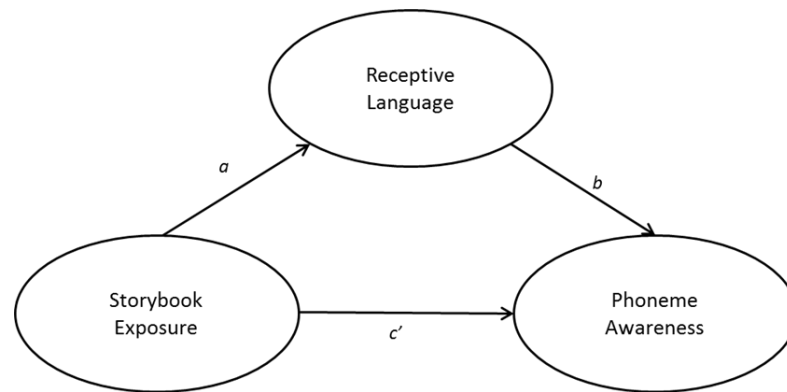 Receptive
Language
a
b
Storybook
Exposure
c’
Phoneme
Awareness